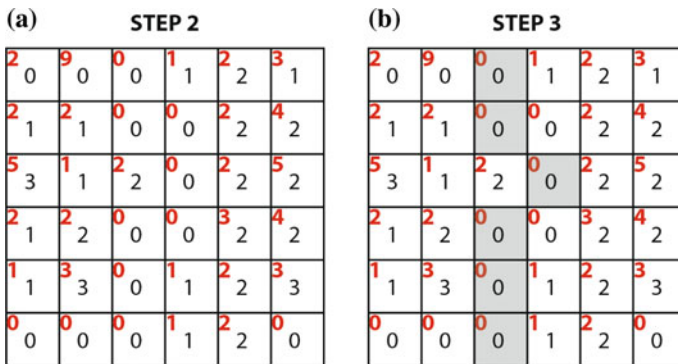 (a) STEP 2 (b) STEP 3
2 9 0 1 2 3 2 9 0 1 2 3
0 0 0 1 2 1 0 0 0 1 2 1
2 2 0 0 2 4 2 2 0 0 2 4
1 1 0 0 2 2 1 1 0 0 2 2
5 1 2 0 2 5 5 1 2 0 2 5
3 1 2 0 2 2 3 1 2 0 2 2
2 2 0 0 3 4 2 2 0 0 3 4
1 2 0 0 2 2 1 2 0 0 2 2
1 3 0 1 2 3 1 3 0 1 2 3
1 3 0 1 2 3 1 3 0 1 2 3
0 0 0 1 2 0 0 0 0 1 2 0
0 0 0 1 2 0 0 0 0 1 2 0